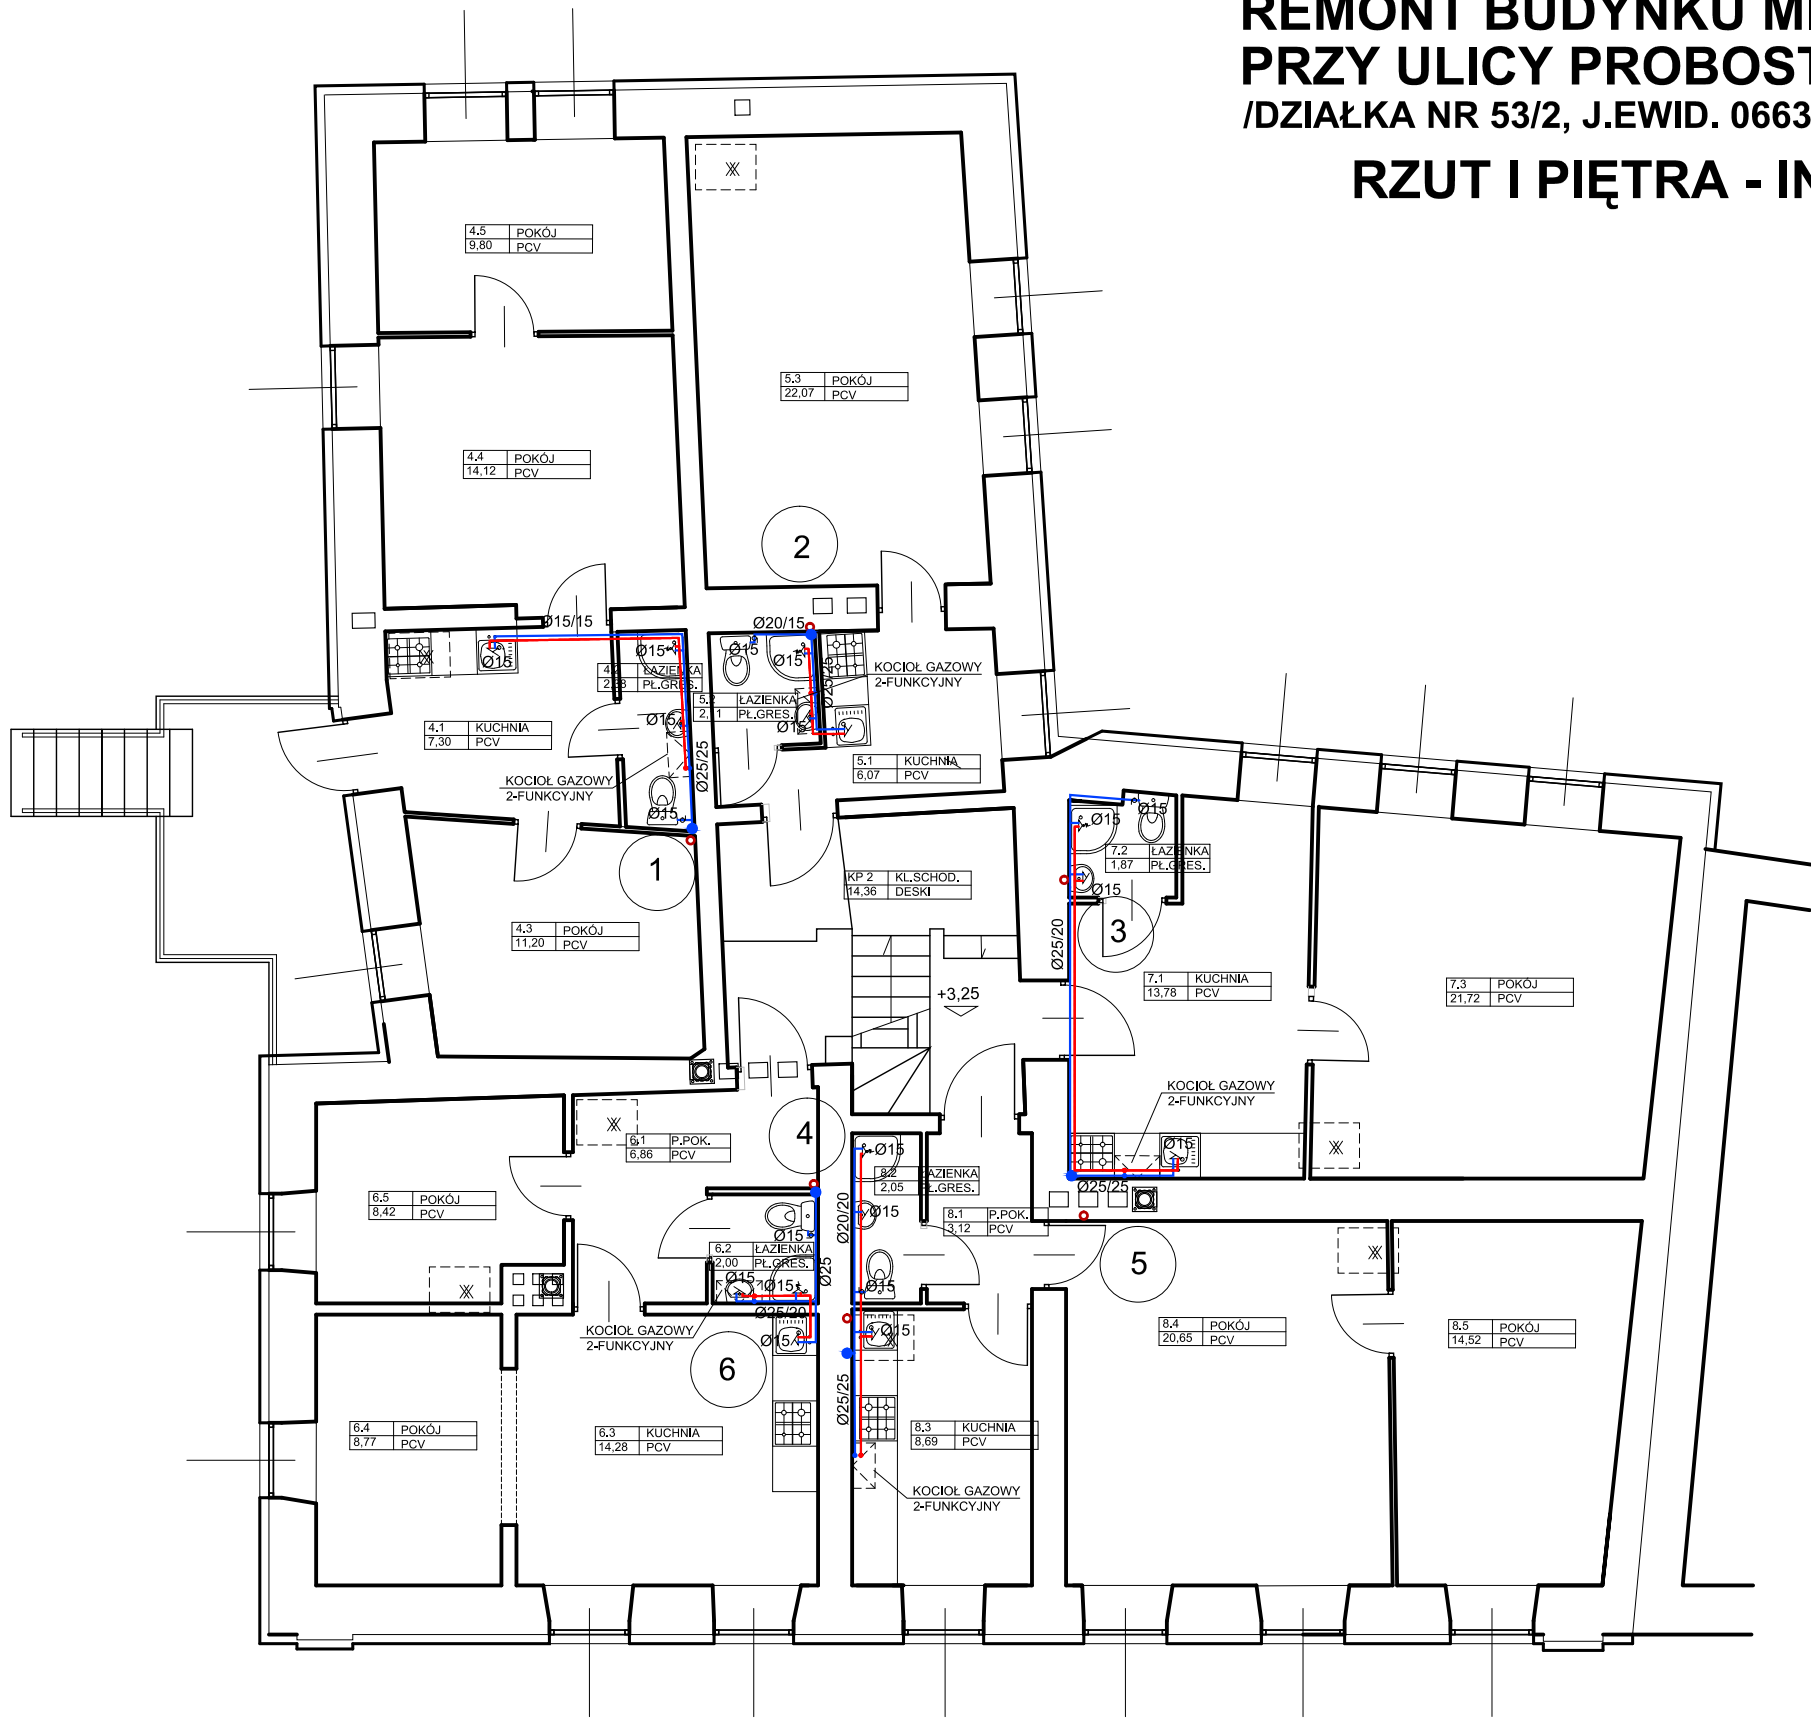 REMONT BUDYNKU
PRZY ULICY PROBOST
/DZIAŁKA NR 53/2, J.EWID. 0663
RZUT I PIĘTRA -
4.5 POKÓJ
9,80 PCV
5.3 POKÓJ
22,07 PCV
4.4 POKÓJ
14,12 PCV
2
Ø15/15
Ø20/15
Ø15
Ø15
Ø15
Ø15
ŁAZIENKA
PŁ.GRES.
Ø25/25
KOCIOŁ GAZOWY
2-FUNKCYJNY
ŁAZIENKA
PŁ.GRES.
Ø15
Ø15
4.1 KUCHNIA
7,30 PCV
Ø25/25
5.1 KUCHNIA
6,07 PCV
KOCIOŁ GAZOWY
2-FUNKCYJNY
Ø15
Ø15
Ø15
1
7.2 ŁAZIENKA
1,87 PŁ.GRES.
KP 2 KL.SCHOD.
14,36 DESKI
Ø15
4.3 POKÓJ
11,20 PCV
3
Ø25/20
+3,25
7.1 KUCHNIA
13,78 PCV
7.3 POKÓJ
21,72 PCV
KOCIOŁ GAZOWY
2-FUNKCYJNY
4
6.1 P.POK.
6,86 PCV
Ø15
Ø15
8.2 ŁAZIENKA
2,05 PŁ.GRES.
Ø25/25
6.5 POKÓJ
8,42 PCV
Ø20/20
Ø15
8.1 P.POK.
3,12 PCV
Ø15
6.2 ŁAZIENKA
2,00 PŁ.GRES.
Ø25
5
Ø15
Ø15
Ø15
Ø25/20
KOCIOŁ GAZOWY
2-FUNKCYJNY
Ø15
Ø15
8.4 POKÓJ
20,65 PCV
8.5 POKÓJ
14,52 PCV
6
Ø25/25
6.4 POKÓJ
8,77 PCV
6.3 KUCHNIA
14,28 PCV
8.3 KUCHNIA
8,69 PCV
KOCIOŁ GAZOWY
2-FUNKCYJNY